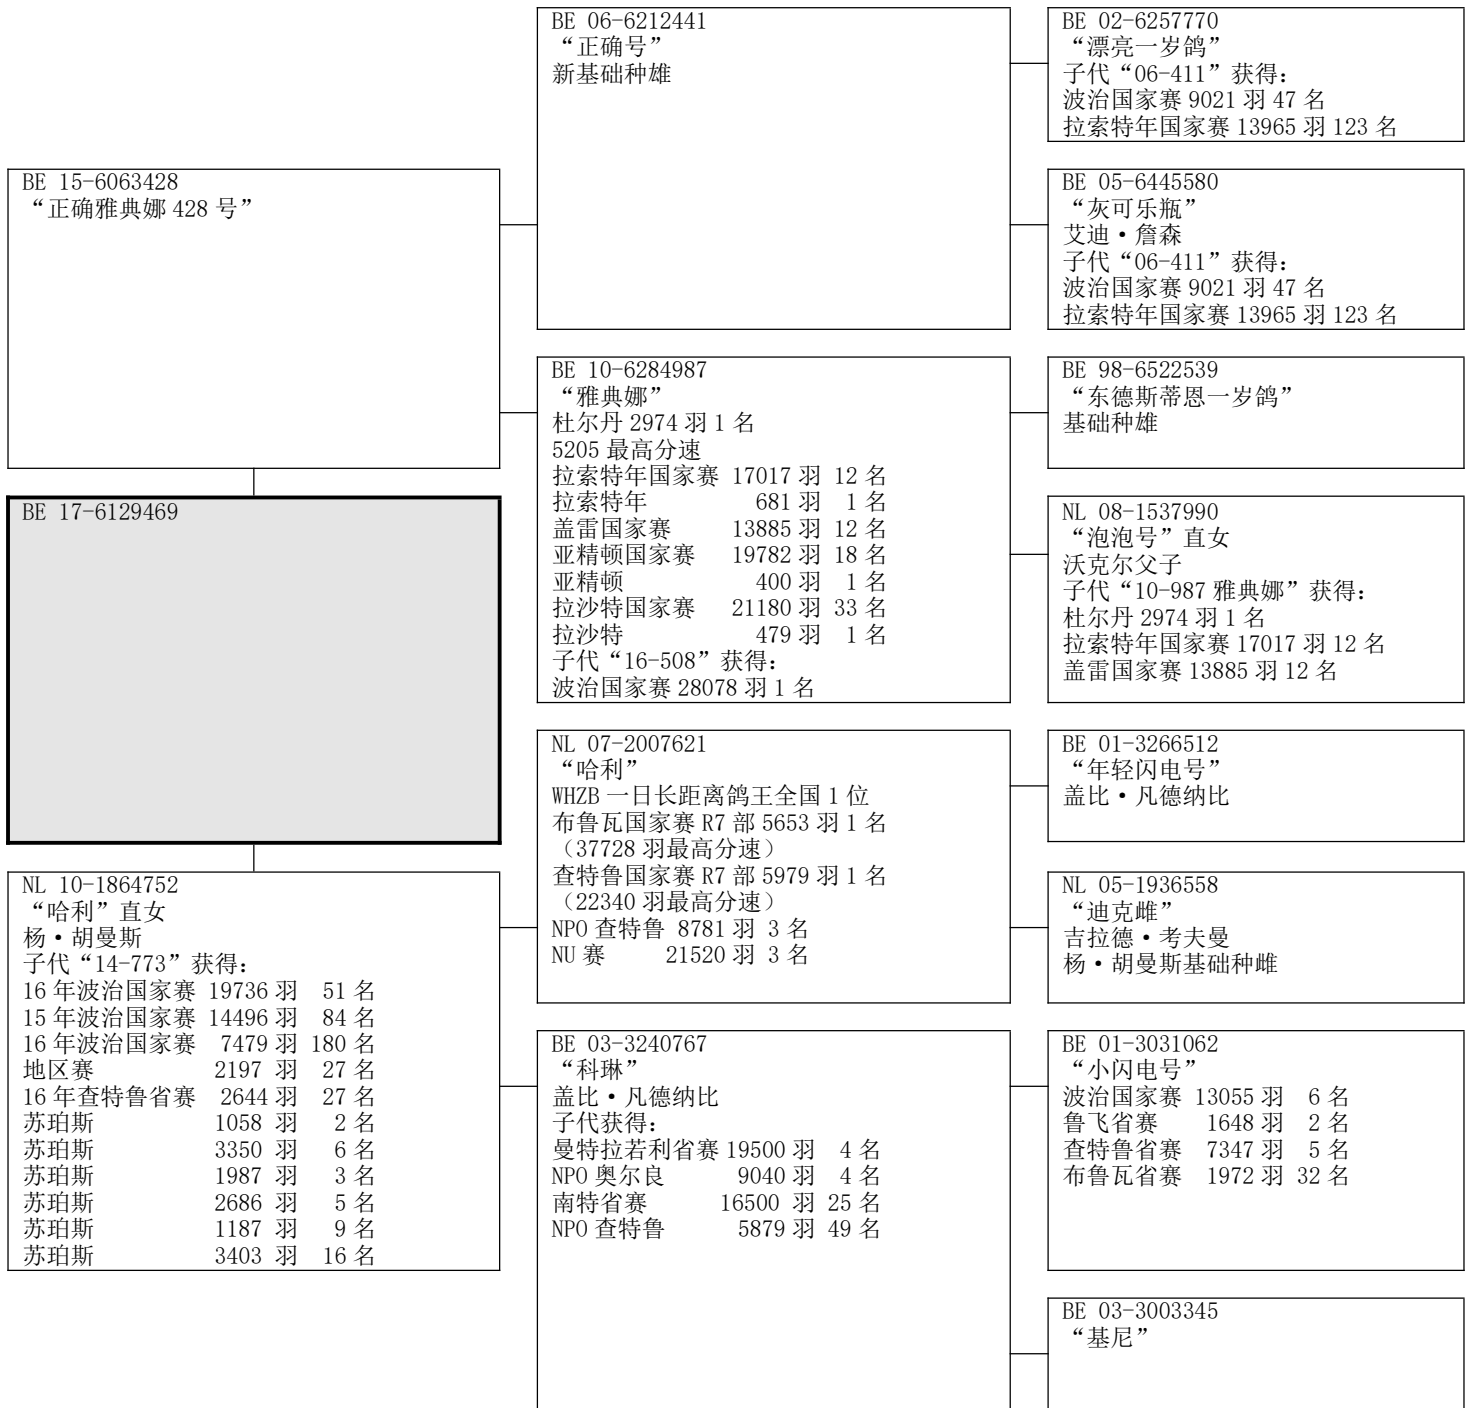 BE 15-6063428
“正确雅典娜 428 号”
BE 17-6129469
NL 10-1864752
“哈利”直女
杨·胡曼斯
子代“14-773”获得：
16 年波治国家赛 19736 羽 51 名
15 年波治国家赛 14496 羽 84 名
16 年波治国家赛 7479 羽 180 名
地区赛 2197 羽 27 名
16 年查特鲁省赛 2644 羽 27 名
苏珀斯 1058 羽 2 名
苏珀斯 3350 羽 6 名
苏珀斯 1987 羽 3 名
苏珀斯 2686 羽 5 名
苏珀斯 1187 羽 9 名
苏珀斯 3403 羽 16 名
BE 06-6212441
“正确号”
新基础种雄
BE 10-6284987
“雅典娜”
杜尔丹 2974 羽 1 名
5205 最高分速
拉索特年国家赛 17017 羽 12 名
拉索特年 681 羽 1 名
盖雷国家赛 13885 羽 12 名
亚精顿国家赛 19782 羽 18 名
亚精顿 400 羽 1 名
拉沙特国家赛 21180 羽 33 名
拉沙特 479 羽 1 名
子代“16-508”获得：
波治国家赛 28078 羽 1 名
NL 07-2007621
“哈利”
WHZB 一日长距离鸽王全国 1 位
布鲁瓦国家赛 R7 部 5653 羽 1 名
（37728 羽最高分速）
查特鲁国家赛 R7 部 5979 羽 1 名
（22340 羽最高分速）
NPO 查特鲁 8781 羽 3 名
NU 赛 21520 羽 3 名
BE 03-3240767
“科琳”
盖比·凡德纳比
子代获得：
曼特拉若利省赛 19500 羽 4 名
NPO 奥尔良 9040 羽 4 名
南特省赛 16500 羽 25 名
NPO 查特鲁 5879 羽 49 名
BE 02-6257770
“漂亮一岁鸽”
子代“06-411”获得：
波治国家赛 9021 羽 47 名
拉索特年国家赛 13965 羽 123 名
BE 05-6445580
“灰可乐瓶”
艾迪·詹森
子代“06-411”获得：
波治国家赛 9021 羽 47 名
拉索特年国家赛 13965 羽 123 名
BE 98-6522539
“东德斯蒂恩一岁鸽”
基础种雄
NL 08-1537990
“泡泡号”直女
沃克尔父子
子代“10-987 雅典娜”获得：
杜尔丹 2974 羽 1 名
拉索特年国家赛 17017 羽 12 名
盖雷国家赛 13885 羽 12 名
BE 01-3266512
“年轻闪电号”
盖比·凡德纳比
NL 05-1936558
“迪克雌”
吉拉德·考夫曼
杨·胡曼斯基础种雌
BE 01-3031062
“小闪电号”
波治国家赛 13055 羽 6 名
鲁飞省赛 1648 羽 2 名
查特鲁省赛 7347 羽 5 名
布鲁瓦省赛 1972 羽 32 名
BE 03-3003345
“基尼”